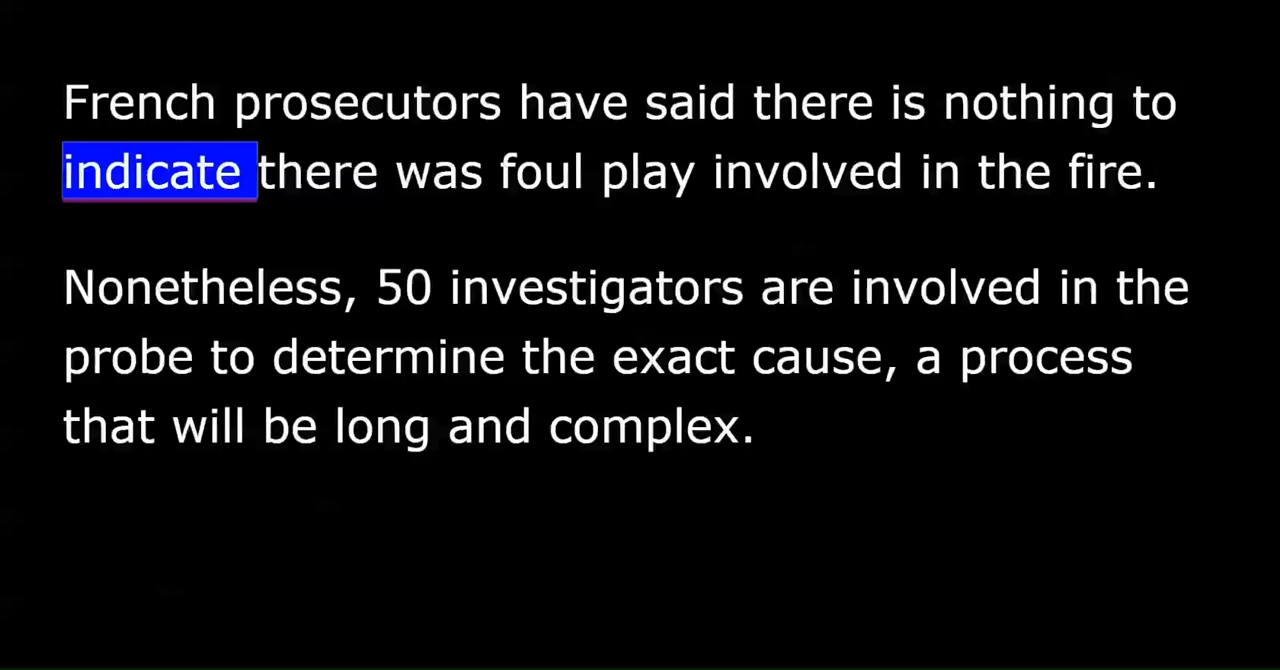 French prosecutors have said there is nothing to
indicate there was foul play involved in the fire.
Nonetheless, 50 investigators are involved in the
probe to determine the exact cause, a process
that will be long and complex.